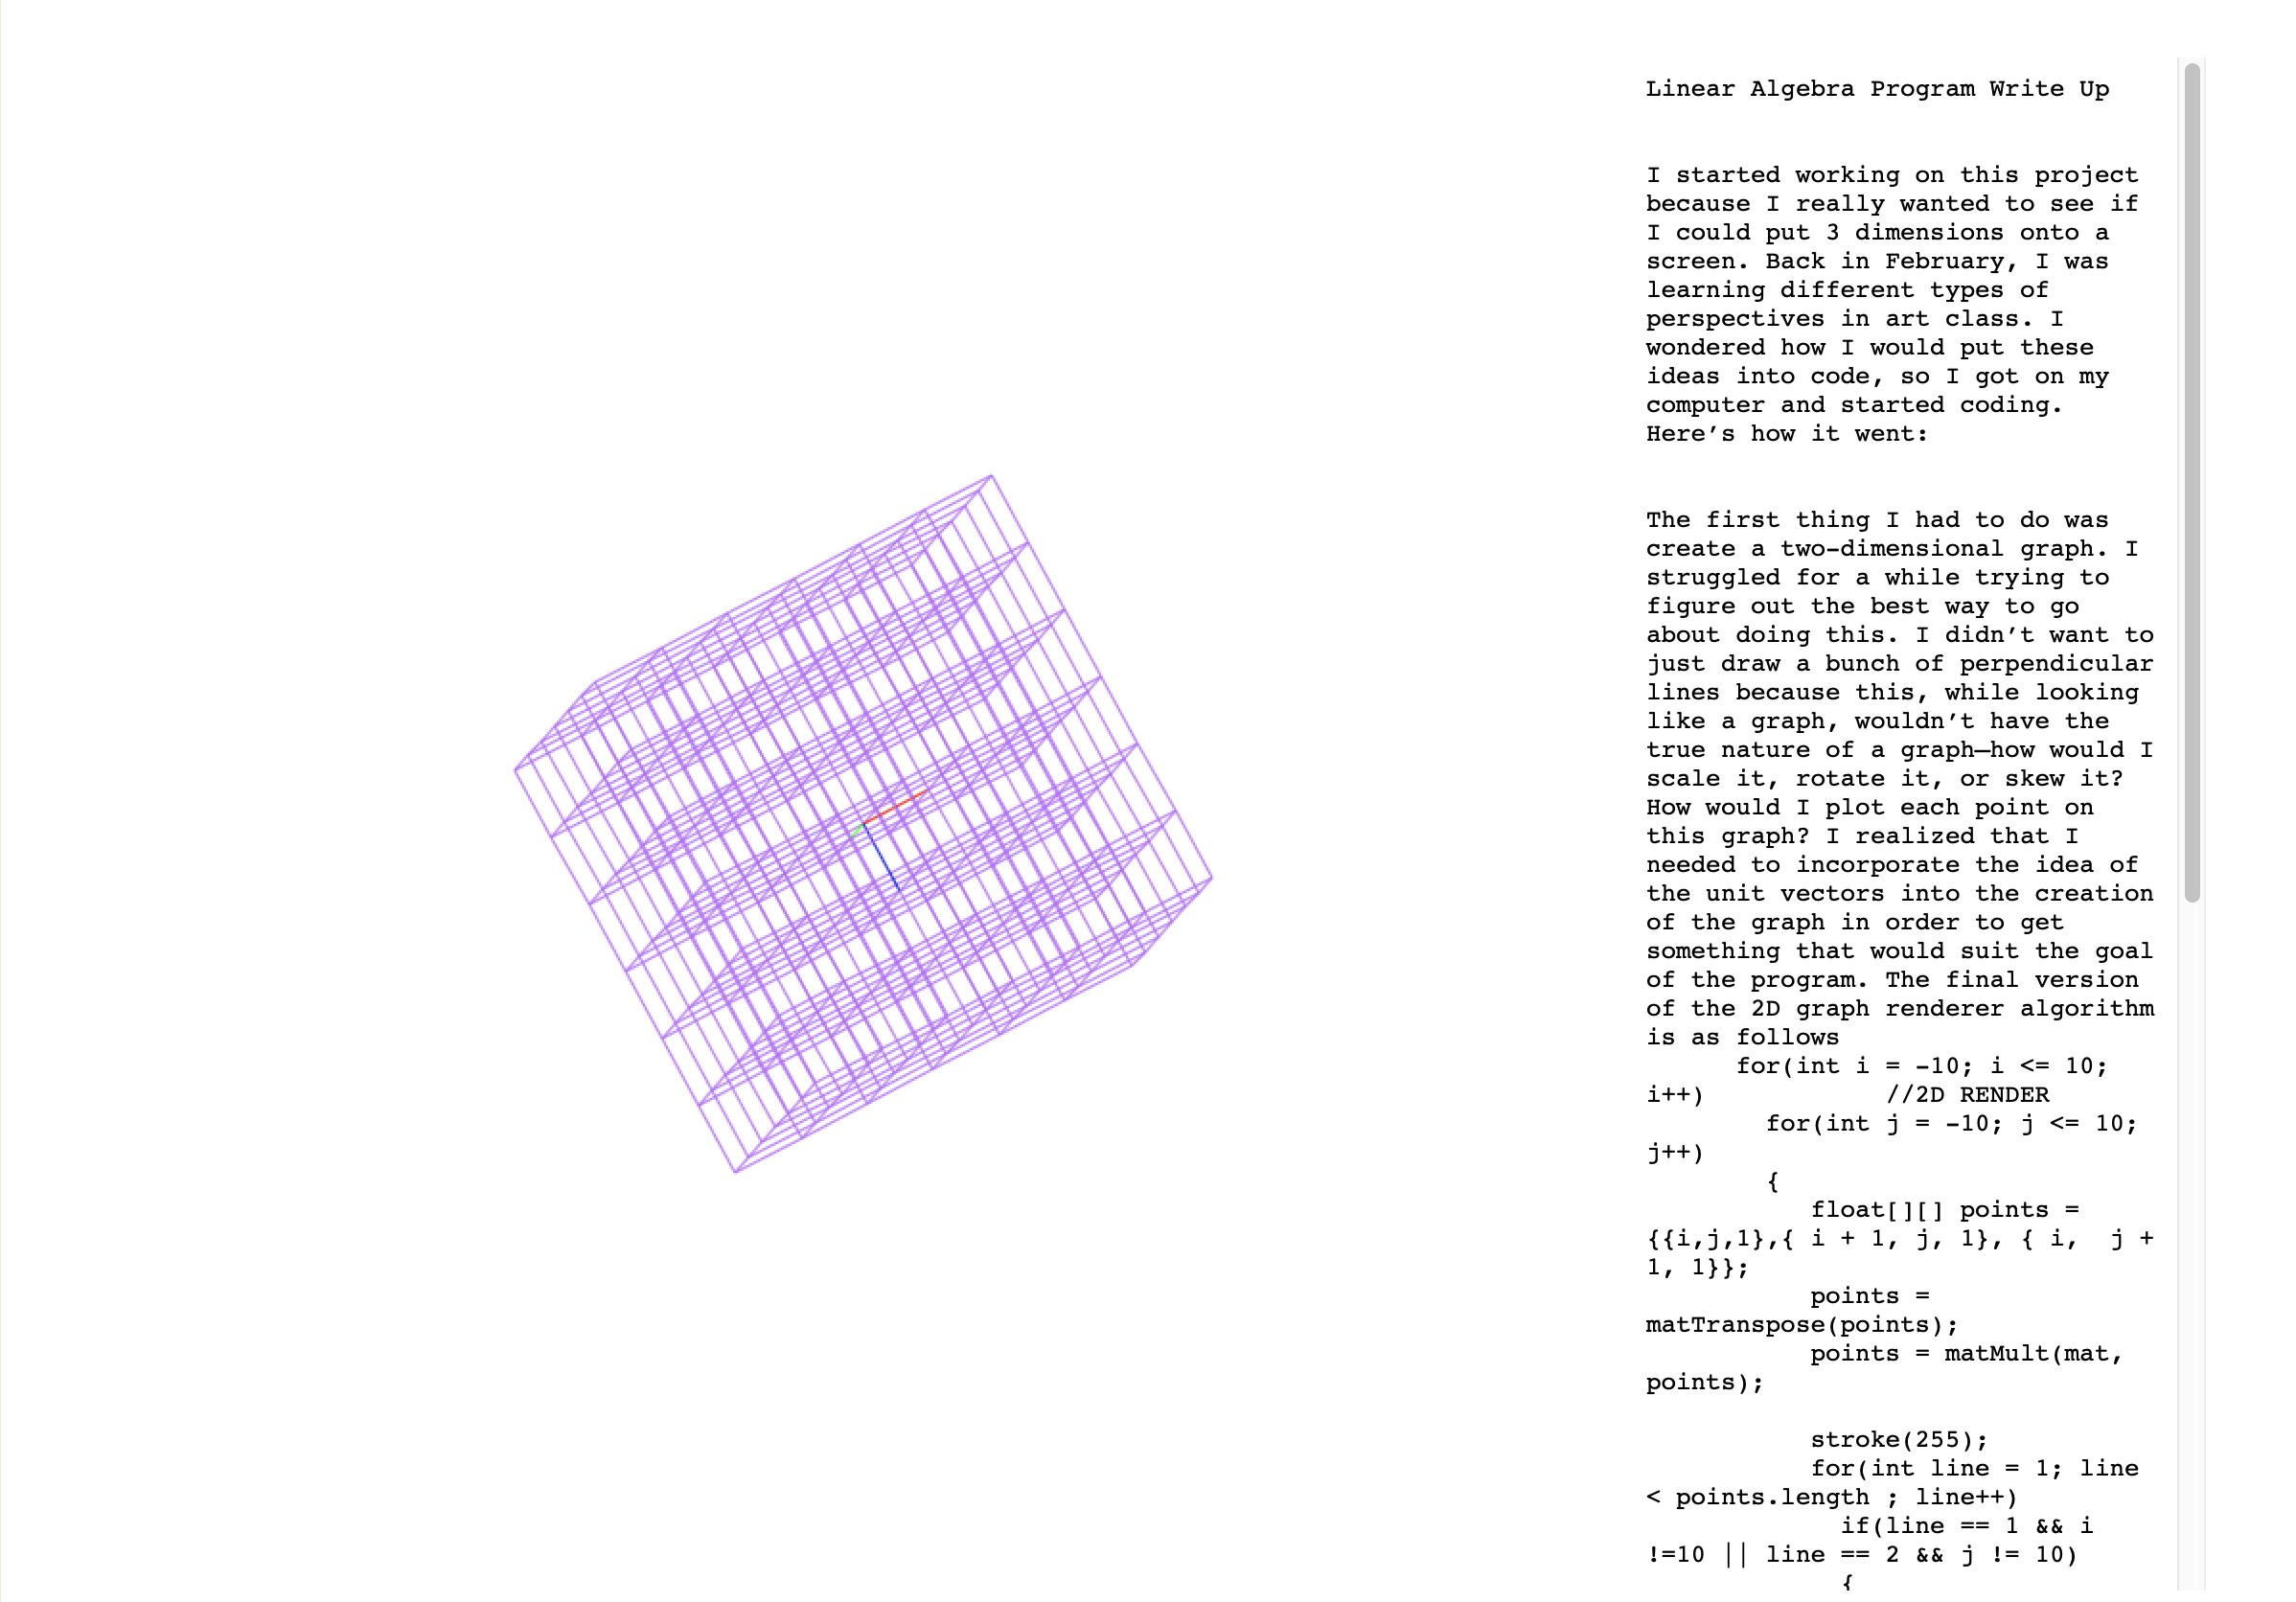 Linear Algebra Program Write Up
I started working on this project
because I really wanted to see if
I could put 3 dimensions onto a
screen. Back in February, I was
learning different types of
perspectives in art class. I
wondered how I would put these
ideas into code, so I got on my
computer and started coding.
Here’s how it went:
The first thing I had to do was
create a two-dimensional graph. I
struggled for a while trying to
figure out the best way to go
about doing this. I didn’t want to
just draw a bunch of perpendicular
lines because this, while looking
like a graph, wouldn’t have the
true nature of a graph—how would I
scale it, rotate it, or skew it?
How would I plot each point on
this graph? I realized that I
needed to incorporate the idea of
the unit vectors into the creation
of the graph in order to get
something that would suit the goal
of the program. The final version
of the 2D graph renderer algorithm
is as follows
for(int i = -10; i <= 10;
i++) //2D RENDER
for(int j = -10; j <= 10;
j++)
{
float[][] points =
{{i,j,1},{ i + 1, j, 1}, { i,  j +
1, 1}};
points =
matTranspose(points);
points = matMult(mat,
points);
stroke(255);
for(int line = 1; line
< points.length ; line++)
if(line == 1 && i
!=10 || line == 2 && j != 10)
{